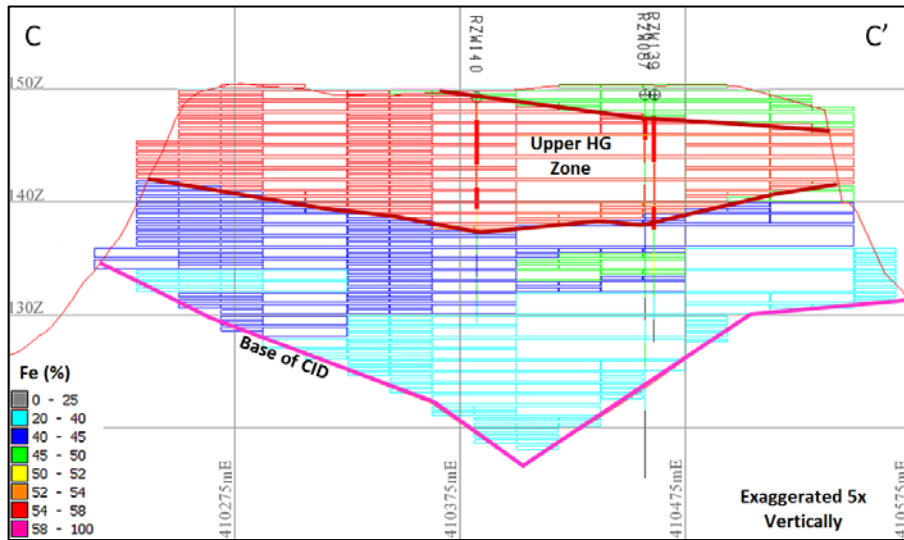 C
C'
RZW140
RZW139
150Z
Upper HG
Zone
140Z
130Z
Base of CID
Fe (%)
0 - 25
20 - 40
40 - 45
45 - 50
50 - 52
52 - 54
54 - 58
58 - 100
410275mE
410375mE
410475mE
410575mE
Exaggerated 5x
Vertically